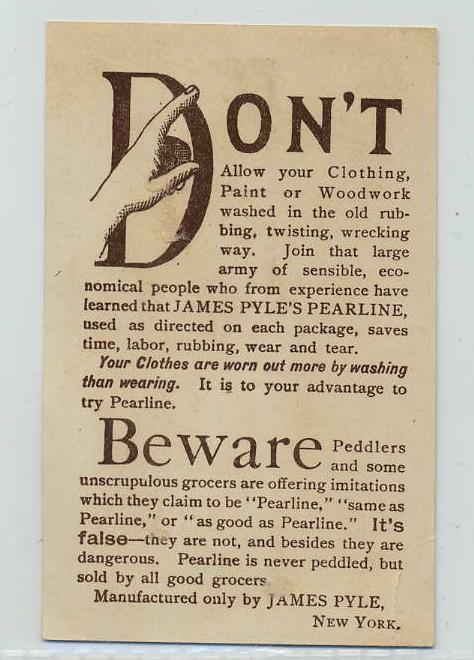 DON'T
Allow your Clothing,
Paint or Woodwork
washed in the old rub-
bing, twisting, wrecking
way. Join that large
army of sensible, eco-
nomical people who from experience have
learned that JAMES PYLE'S PEARLINE,
used as directed on each package, saves
time, labor, rubbing, wear and tear.
Your Clothes are worn out more by washing
than wearing. It is to your advantage to
try Pearline.
Beware Peddlers
and some
unscrupulous grocers are offering imitations
which they claim to be "Pearline," "same as
Pearline," or "as good as Pearline." It's
false—they are not, and besides they are
dangerous. Pearline is never peddled, but
sold by all good grocers
Manufactured only by JAMES PYLE,
NEW YORK.